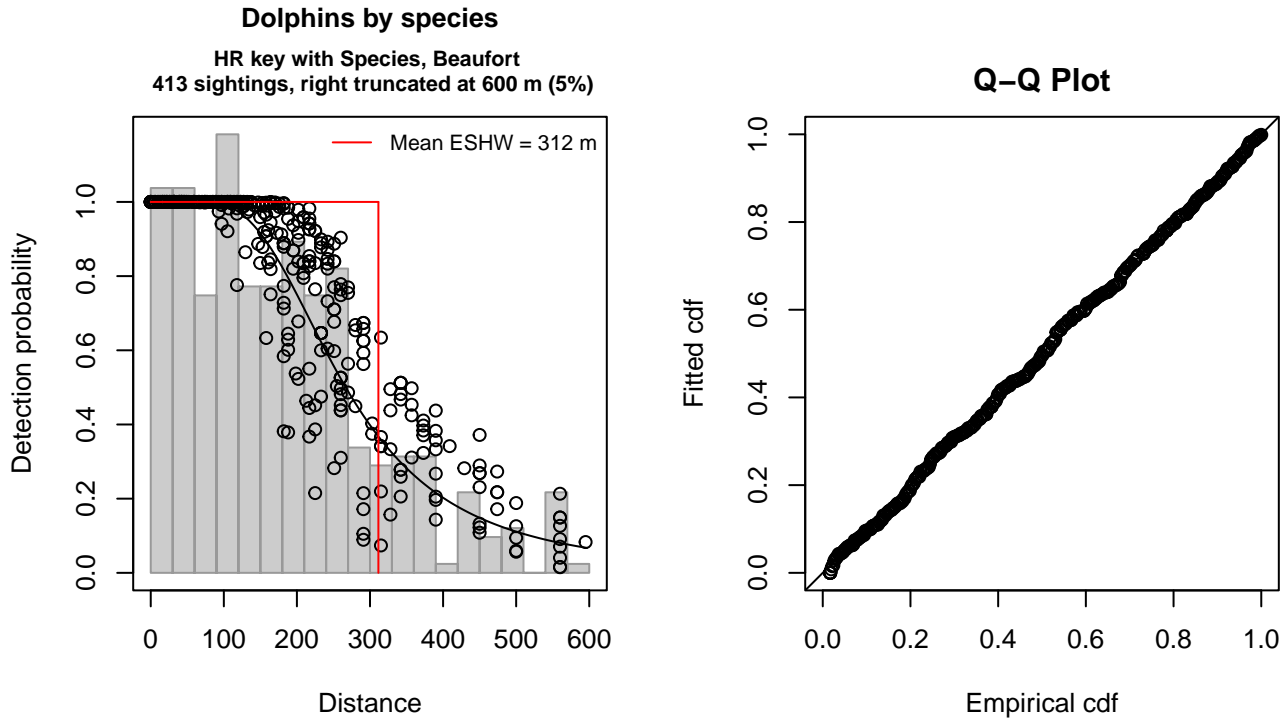 Dolphins by species
HR key with Species, Beaufort
413 sightings, right truncated at 600 m (5%)
Mean ESHW = 312 m
Detection probability
0.0 0.2 0.4 0.6 0.8 1.0
0 100 200 300 400 500 600
Distance
Q−Q Plot
Fitted cdf
0.0 0.2 0.4 0.6 0.8 1.0
0.0 0.2 0.4 0.6 0.8 1.0
Empirical cdf